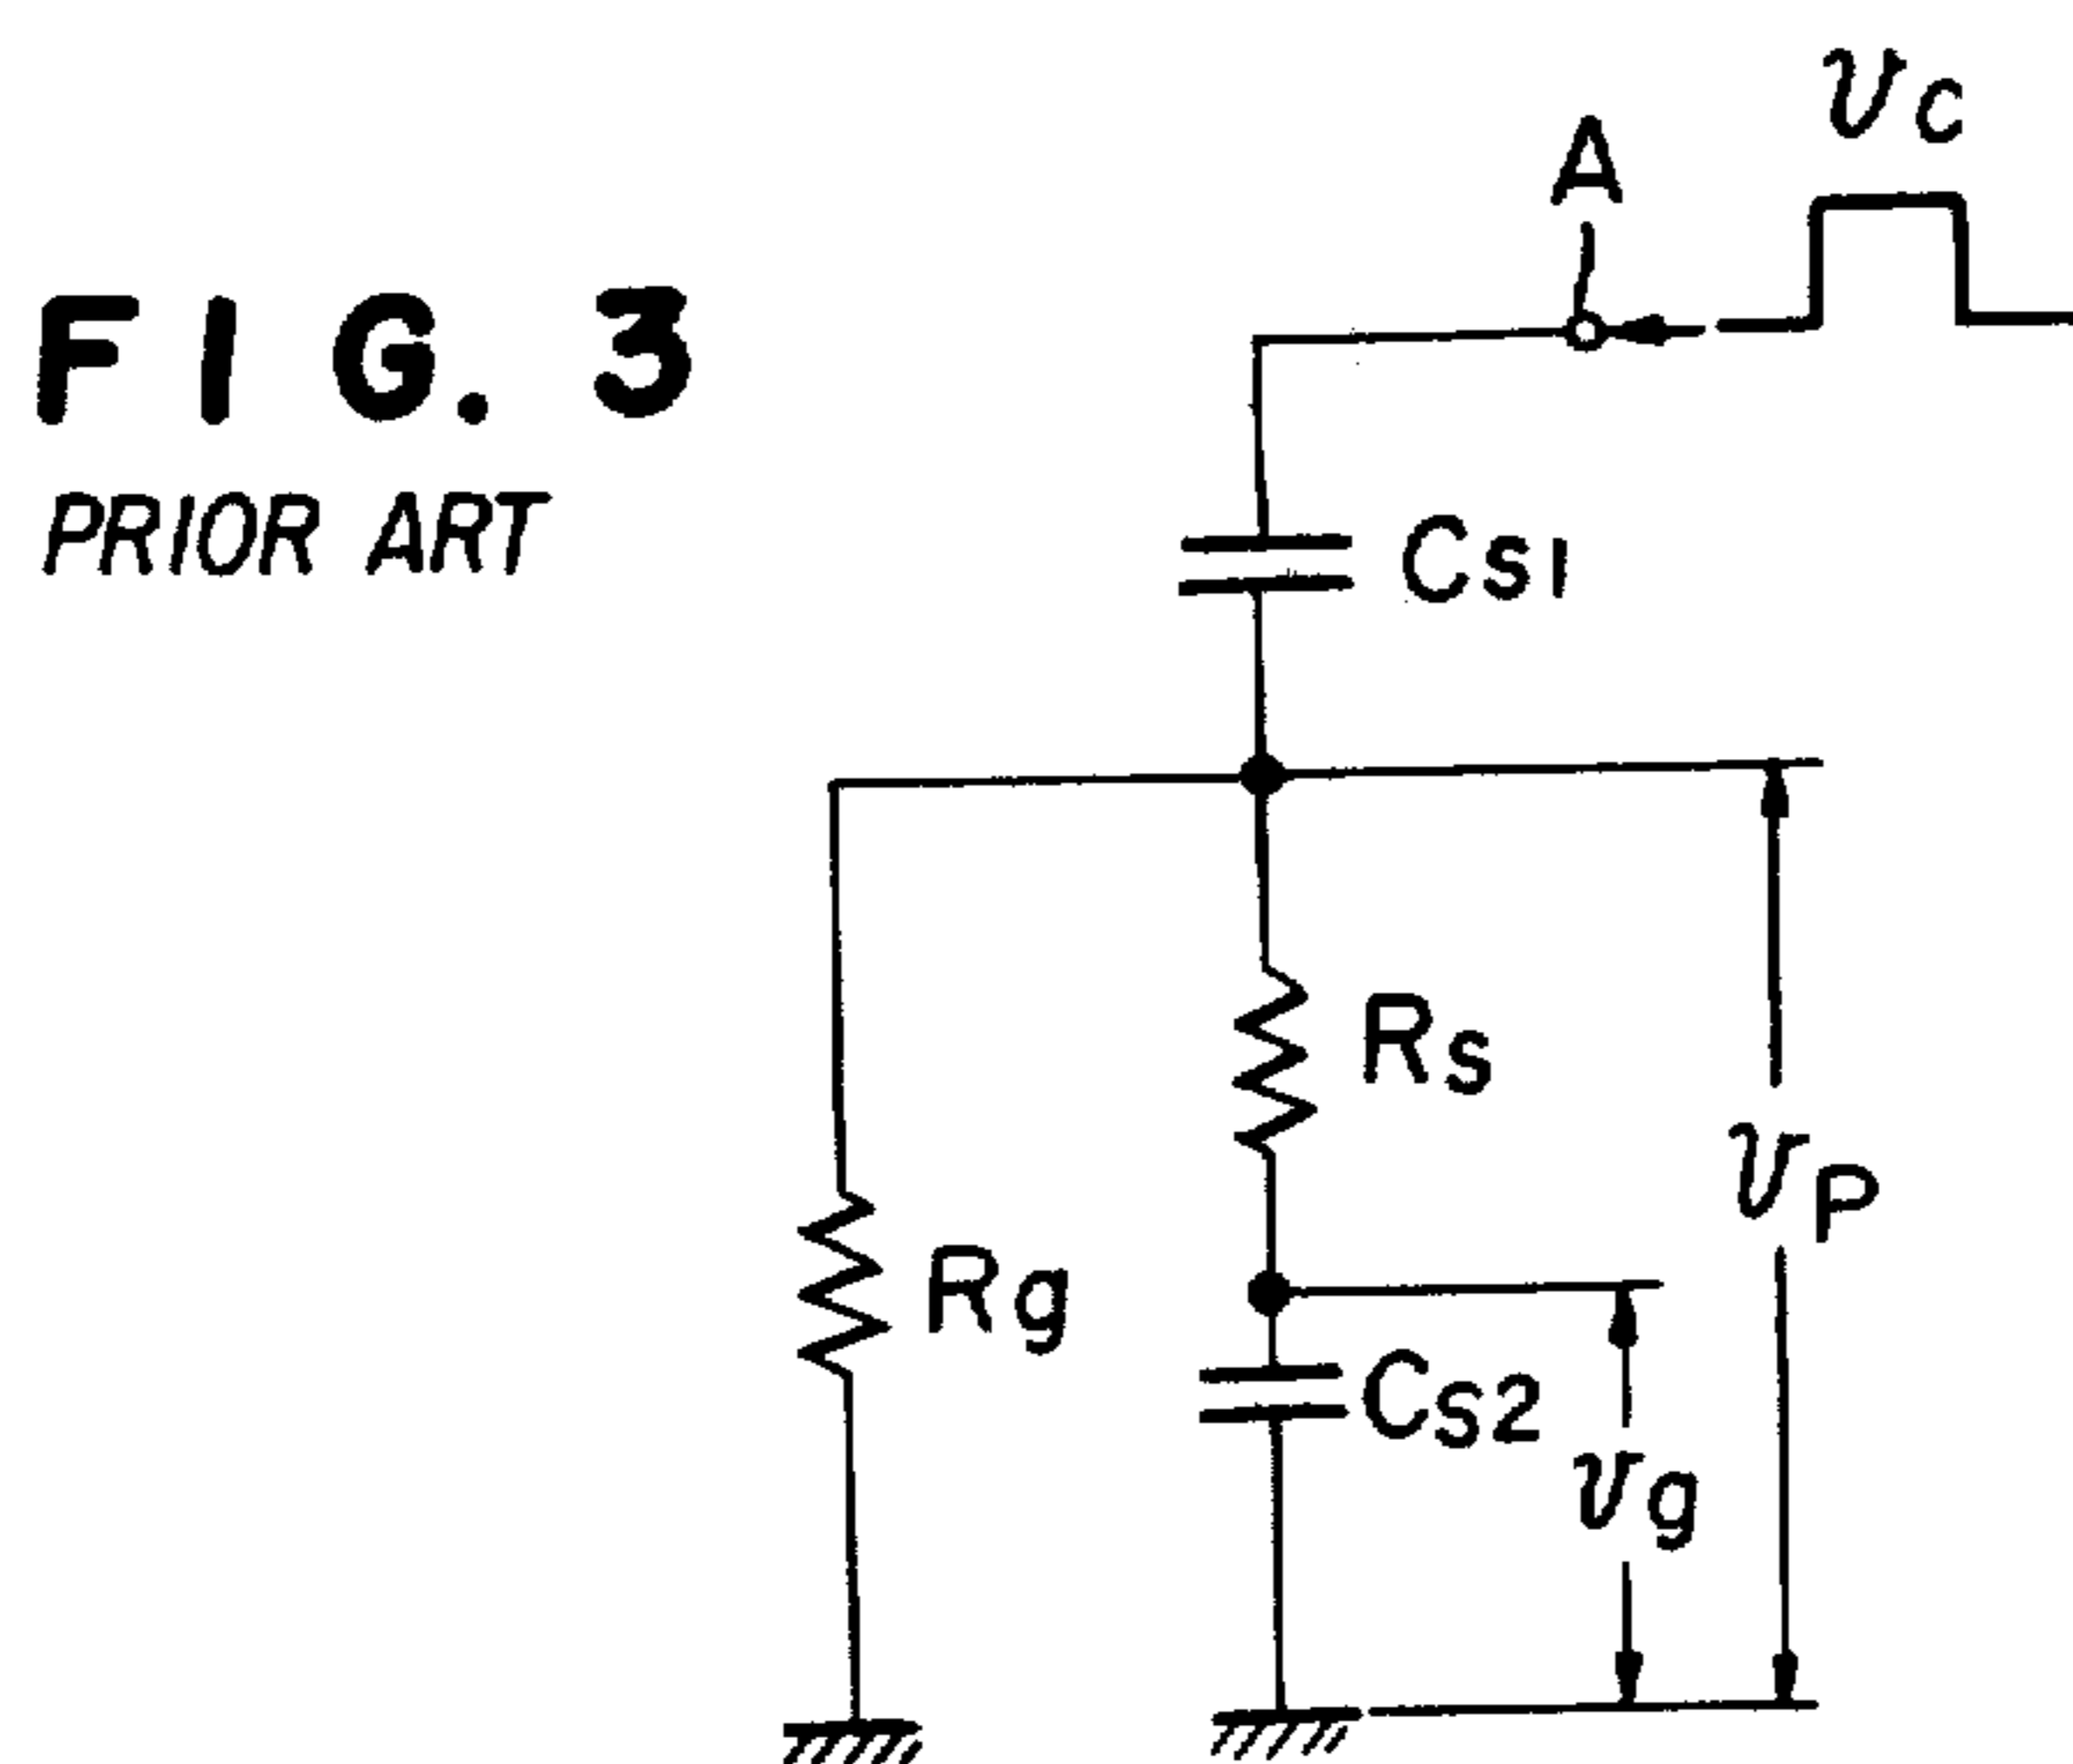 FIG. 3
PRIOR ART
vc
A
Cs1
Rs
vP
Rg
Cs2
vg